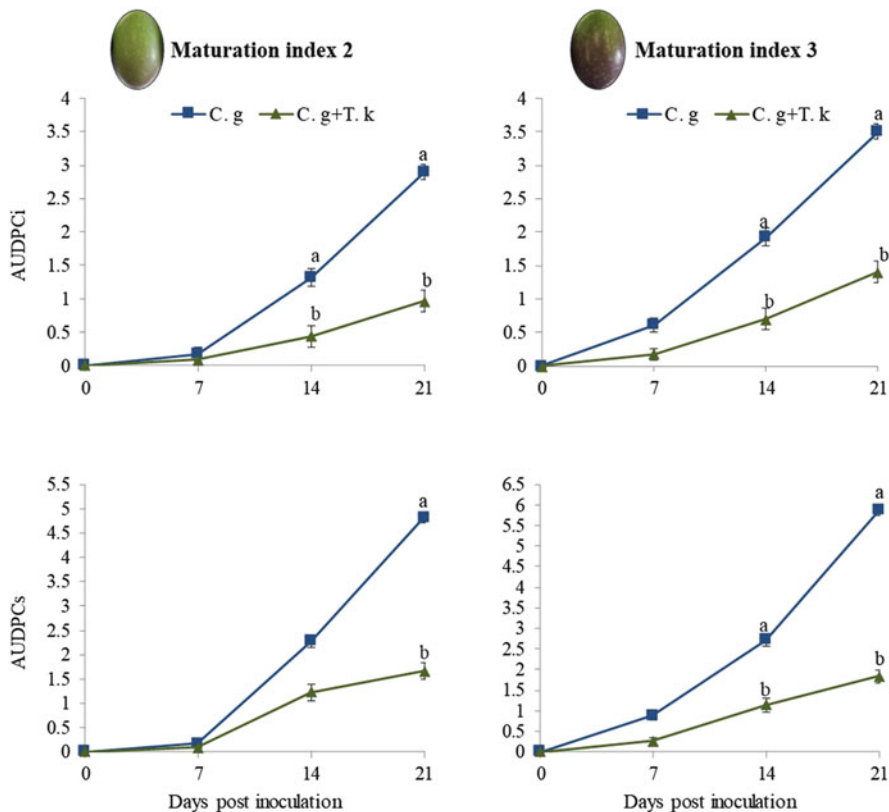 Maturation index 2
C. g C. g+T. k
AUDPCi
4
3.5
3
2.5
2
1.5
1
0.5
0
a
a
b
b
0 7 14 21
Maturation index 3
C. g C. g+T. k
4
3.5
3
2.5
2
1.5
1
0.5
0
a
a
b
b
0 7 14 21
AUDPCs
5.5
5
4.5
4
3.5
3
2.5
2
1.5
1
0.5
0
a
b
0 7 14 21
Days post inoculation
6.5
6
5.5
5
4.5
4
3.5
3
2.5
2
1.5
1
0.5
0
a
a
b
b
0 7 14 21
Days post inoculation